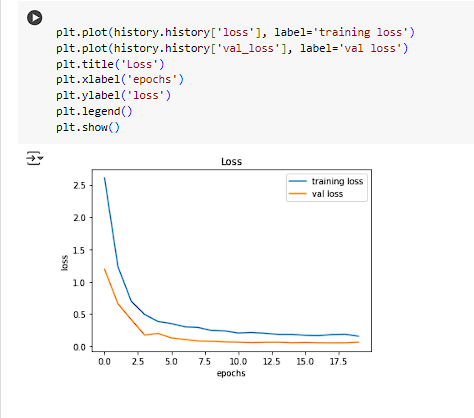 plt.plot(history.history['loss'], label='training loss')
plt.plot(history.history['val_loss'], label='val loss')
plt.title('Loss')
plt.xlabel('epochs')
plt.ylabel('loss')
plt.legend()
plt.show()
Loss
training loss
val loss
2.5
2.0
1.5
1.0
0.5
0.0
loss
0.0 2.5 5.0 7.5 10.0 12.5 15.0 17.5
epochs